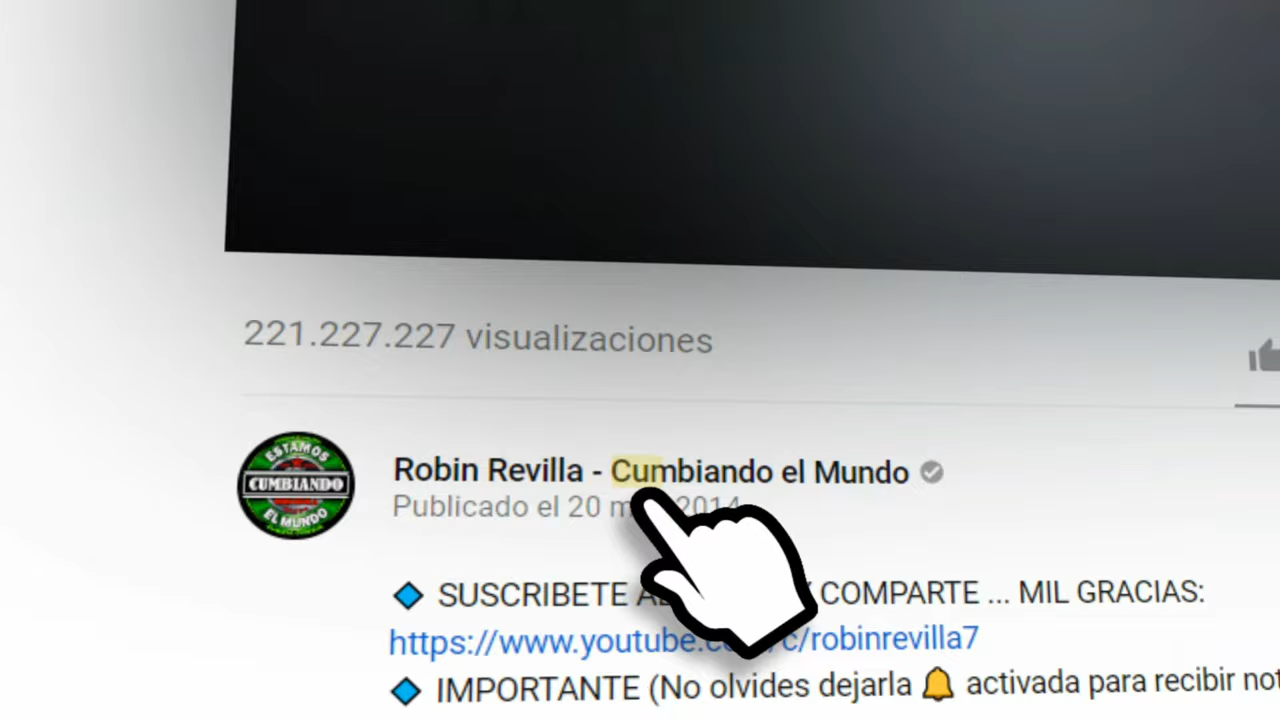 221.227.227 visualizaciones
ESTAMOS
CUMBIANDO
EL MUNDO
Robin Revilla - Cumbiando el Mundo
Publicado el 20 2014
SUSCRIBETE COMPARTE ... MIL GRACIAS:
https://www.youtube. c/robinrevilla7
IMPORTANTE (No olvides dejarla 🔔 activada para recibir